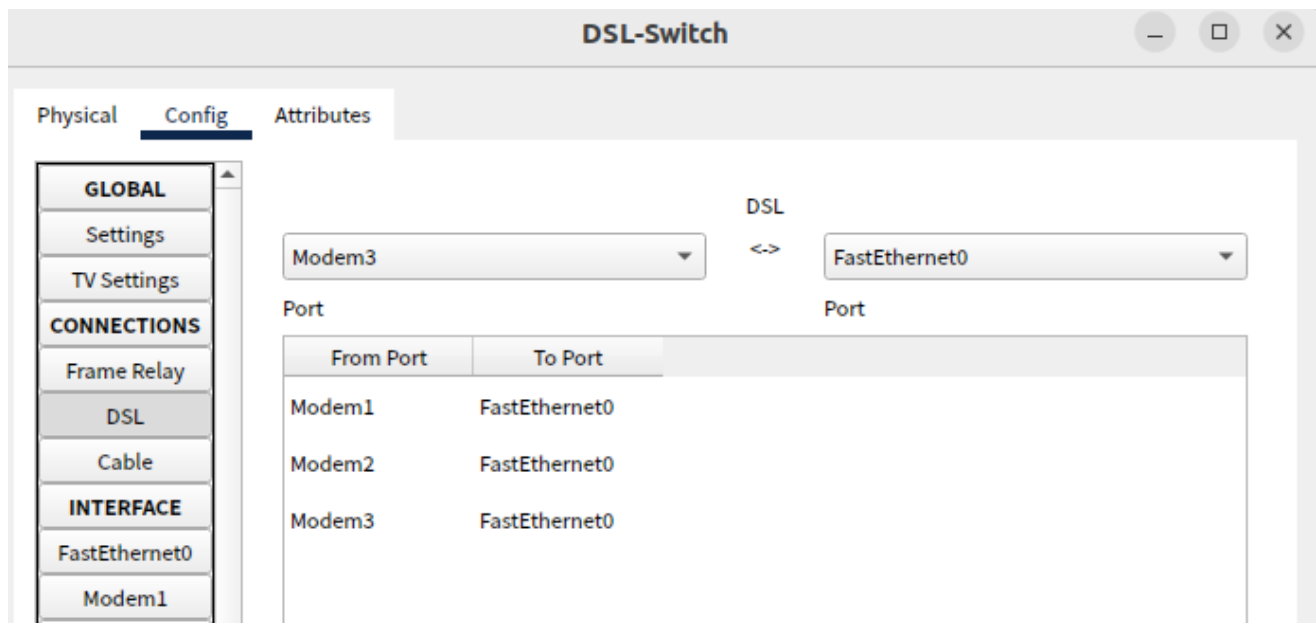 DSL-Switch
Physical Config Attributes
GLOBAL
Settings
TV Settings
CONNECTIONS
Frame Relay
DSL
Cable
INTERFACE
FastEthernet0
Modem1
DSL
Modem3 <-> FastEthernet0
Port Port
From Port To Port
Modem1 FastEthernet0
Modem2 FastEthernet0
Modem3 FastEthernet0